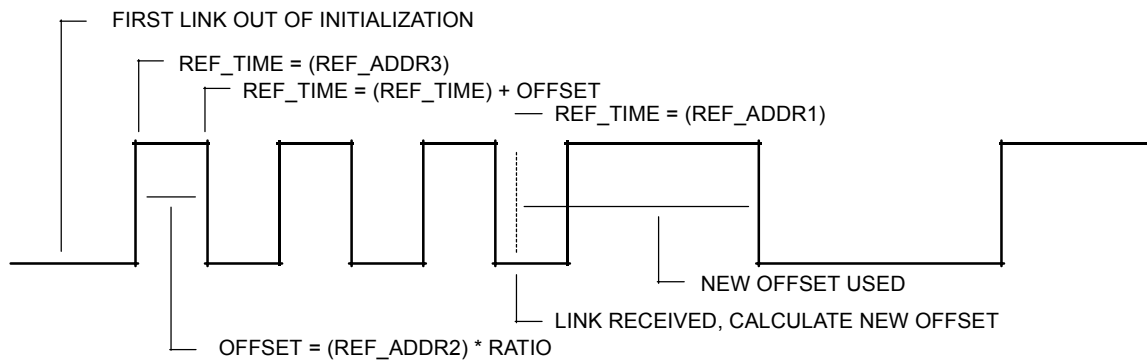 FIRST LINK OUT OF INITIALIZATION
REF_TIME = (REF_ADDR3)
REF_TIME = (REF_TIME) + OFFSET
REF_TIME = (REF_ADDR1)
NEW OFFSET USED
LINK RECEIVED, CALCULATE NEW OFFSET
OFFSET = (REF_ADDR2) * RATIO